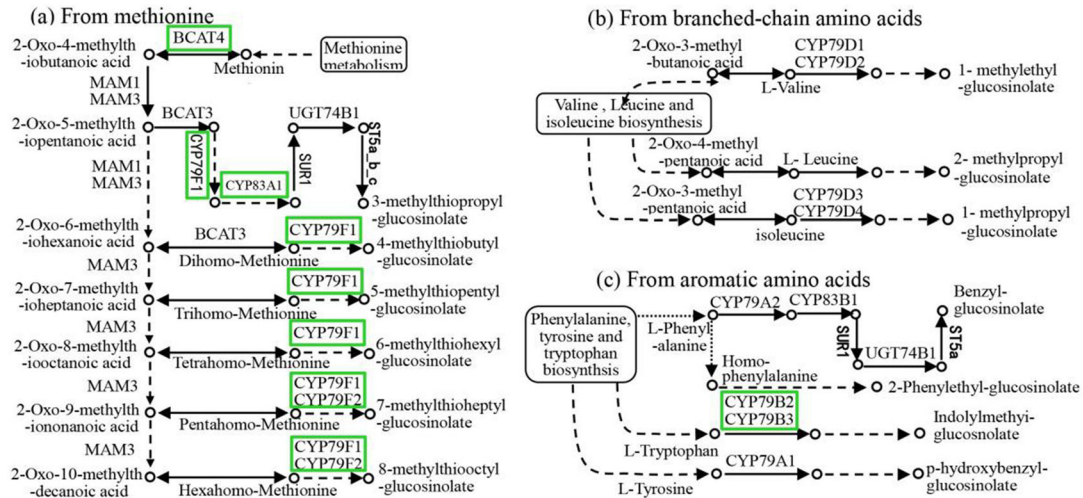 (a) From methionine
2-Oxo-4-methylth
-iobutanoic acid
BCAT4
Methionin
Methionine
metabolism
MAM1
MAM3
2-Oxo-5-methylth
-iopentanoic acid
BCAT3
CYP79F1
CYP83A1
SUR1
UGT74B1
ST5a_b_c
3-methylthiopropyl
-glucosinolate
MAM1
MAM3
2-Oxo-6-methylth
-iohexanoic acid
BCAT3
Dihomo-Methionine
CYP79F1
4-methylthiobutyl
-glucosinolate
MAM3
2-Oxo-7-methylth
-ioheptanoic acid
Trihomo-Methionine
CYP79F1
5-methylthiopentyl
-glucosinolate
MAM3
2-Oxo-8-methylth
-iooctanoic acid
Tetrahomo-Methionine
CYP79F1
6-methylthiohexyl
-glucosinolate
MAM3
2-Oxo-9-methylth
-iononanoic acid
Pentahomo-Methionine
CYP79F1
CYP79F2
7-methylthioheptyl
-glucosinolate
MAM3
2-Oxo-10-methylth
-decanoic acid
Hexahomo-Methionine
CYP79F1
CYP79F2
8-methylthiooctyl
-glucosinolate
(b) From branched-chain amino acids
2-Oxo-3-methyl
-butanoic acid
CYP79D1
CYP79D2
L-Valine
1- methylethyl
-glucosinolate
Valine , Leucine and
isoleucine biosynthesis
2-Oxo-4-methyl
-pentanoic acid
L- Leucine
2- methylpropyl
-glucosinolate
2-Oxo-3-methyl
-pentanoic acid
CYP79D3
CYP79D4
isoleucine
1- methylpropyl
-glucosinolate
(c) From aromatic amino acids
Phenylalanine,
tyrosine and
tryptophan
biosynthsis
L-Phenyl
-alanine
CYP79A2
CYP83B1
SUR1
UGT74B1
ST5a
Benzyl-
glucosinolate
Homo-
phenylalanine
2-Phenylethyl-glucosinolate
CYP79B2
CYP79B3
L-Tryptophan
Indolylmethyi-
glucosnolate
CYP79A1
L-Tyrosine
p-hydroxybenzyl-
glucosinolate